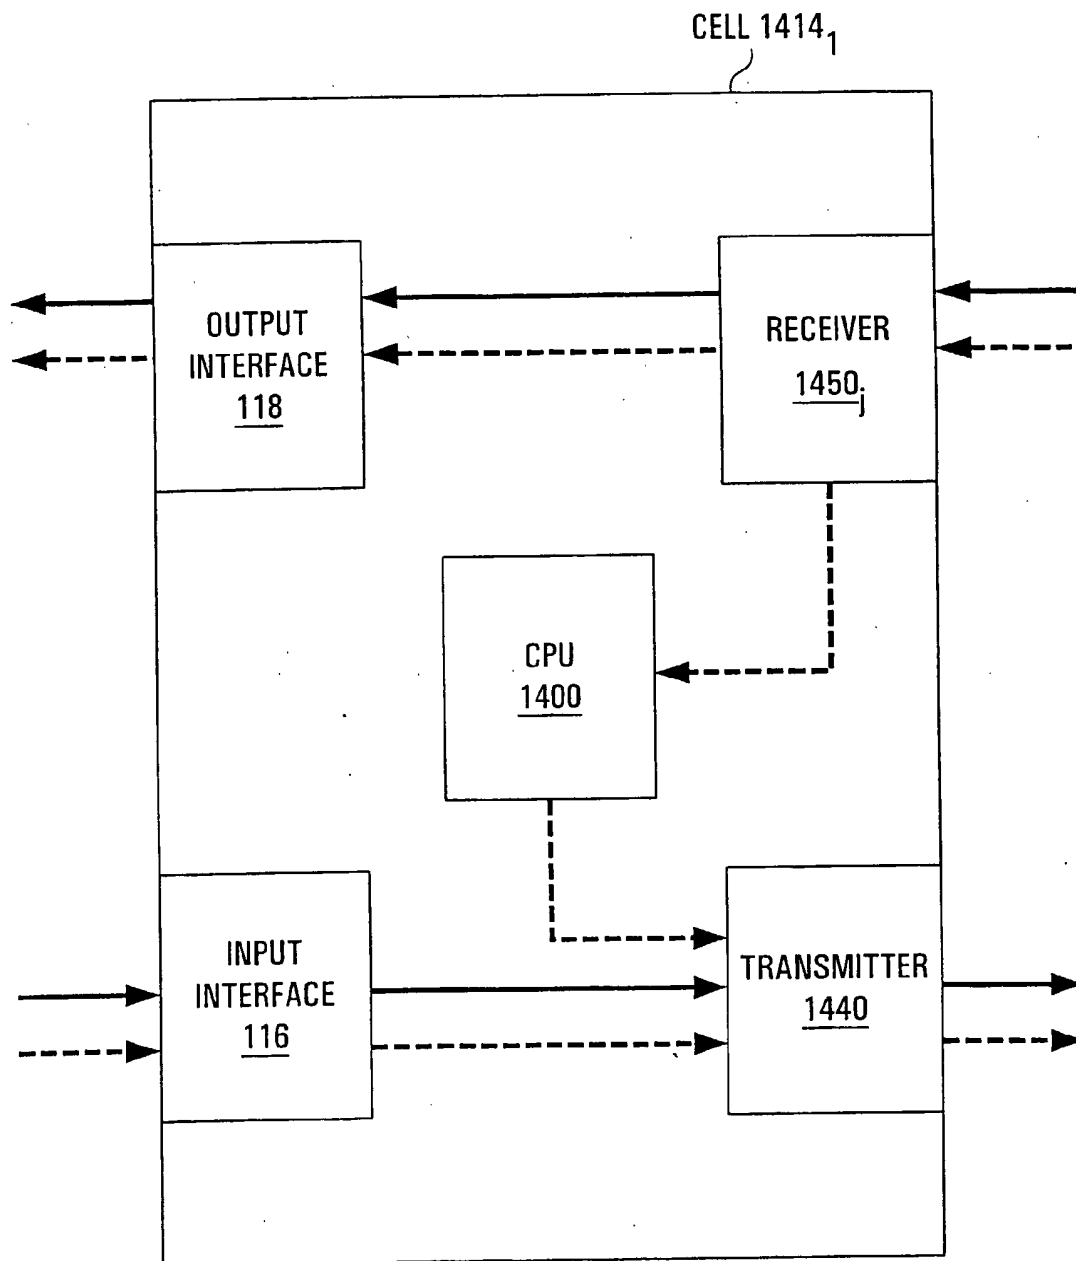 CELL 1414₁
OUTPUT
INTERFACE
118
RECEIVER
1450ⱼ
CPU
1400
INPUT
INTERFACE
116
TRANSMITTER
1440